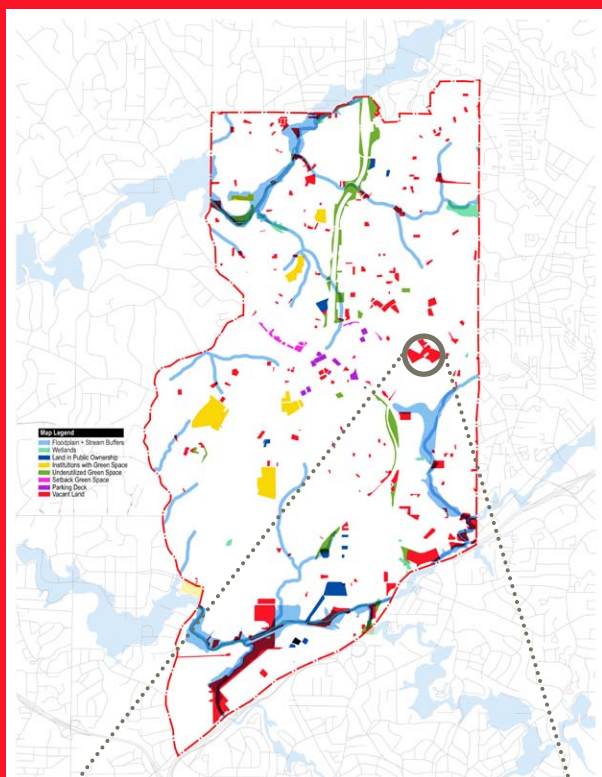 Map Legend
Floodplain + Stream Buffers
Wetlands
Land in Public Ownership
Institutions with Green Space
Underutilized Green Space
Setback Green Space
Parking Deck
Vacant Land